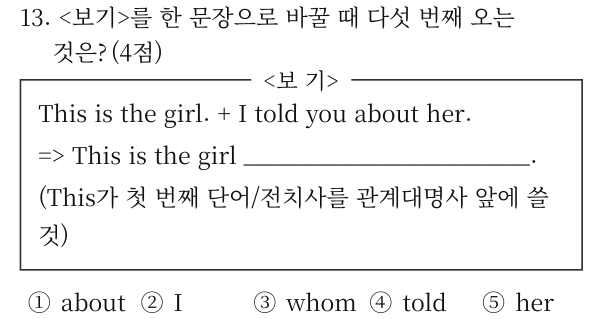 13. <보기>를 한 문장으로 바꿀 때 다섯 번째 오는
것은? (4점)
<보 기>
This is the girl. + I told you about her.
=> This is the girl ________________________.
(This가 첫 번째 단어/전치사를 관계대명사 앞에 쓸
것)
① about ② I ③ whom ④ told ⑤ her